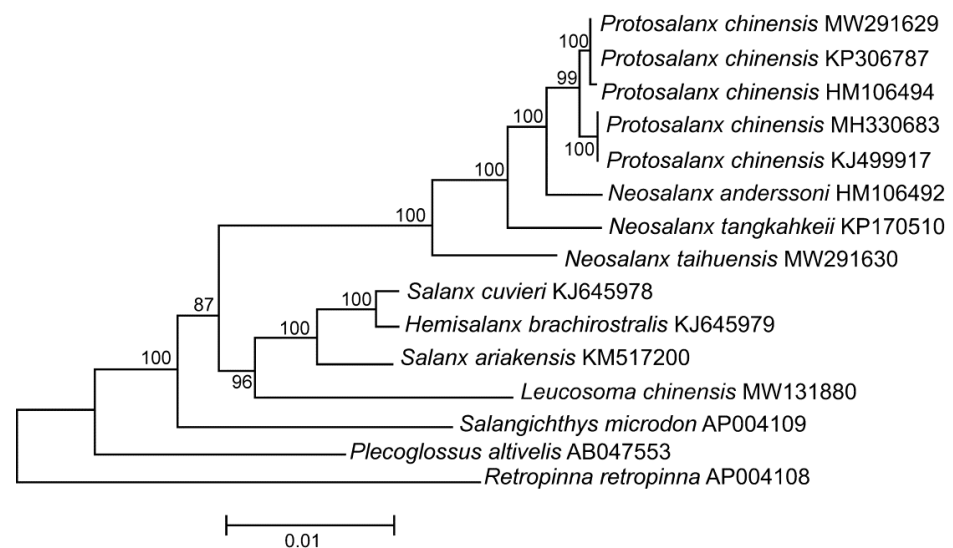 Protosalanx chinensis MW291629
100
Protosalanx chinensis KP306787
99
Protosalanx chinensis HM106494
100
Protosalanx chinensis MH330683
100
Protosalanx chinensis KJ499917
100
Neosalanx anderssoni HM106492
100
Neosalanx tangkahkeii KP170510
Neosalanx taihuensis MW291630
Salanx cuvieri KJ645978
87
100
Hemisalanx brachirostralis KJ645979
100
Salanx ariakensis KM517200
100
96
Leucosoma chinensis MW131880
Salangichthys microdon AP004109
Plecoglossus altivelis AB047553
Retropinna retropinna AP004108
0.01